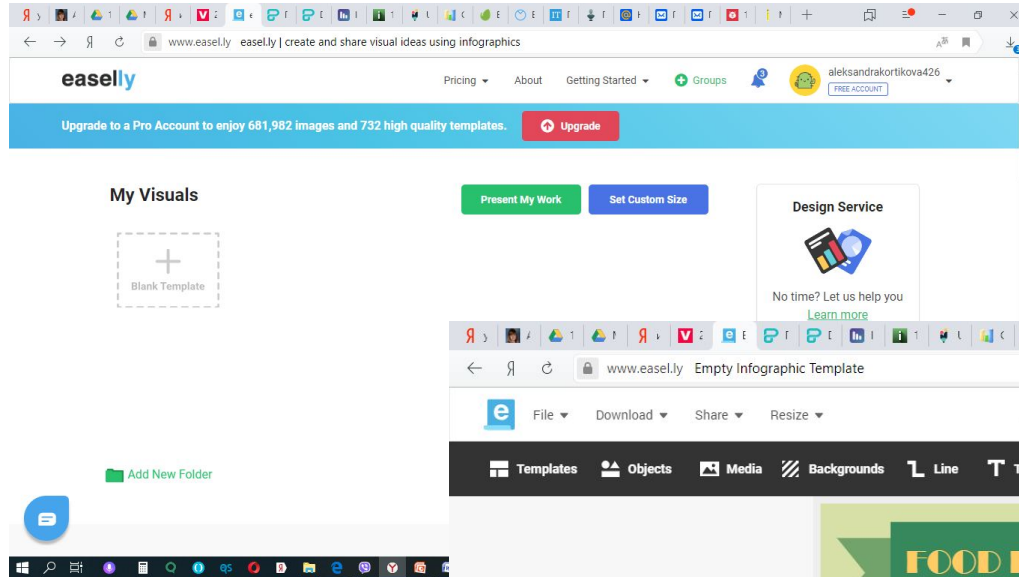 www.easel.ly easel.ly | create and share visual ideas using infographics
easelly
Pricing About Getting Started Groups 3 aleksandrakortikova426
FREE ACCOUNT
Upgrade to a Pro Account to enjoy 681,982 images and 732 high quality templates. Upgrade
My Visuals
Present My Work Set Custom Size
Design Service
Blank Template
No time? Let us help you
Learn more
www.easel.ly Empty Infographic Template
File Download Share Resize
Templates Objects Media Backgrounds Line T
Add New Folder
FOOD